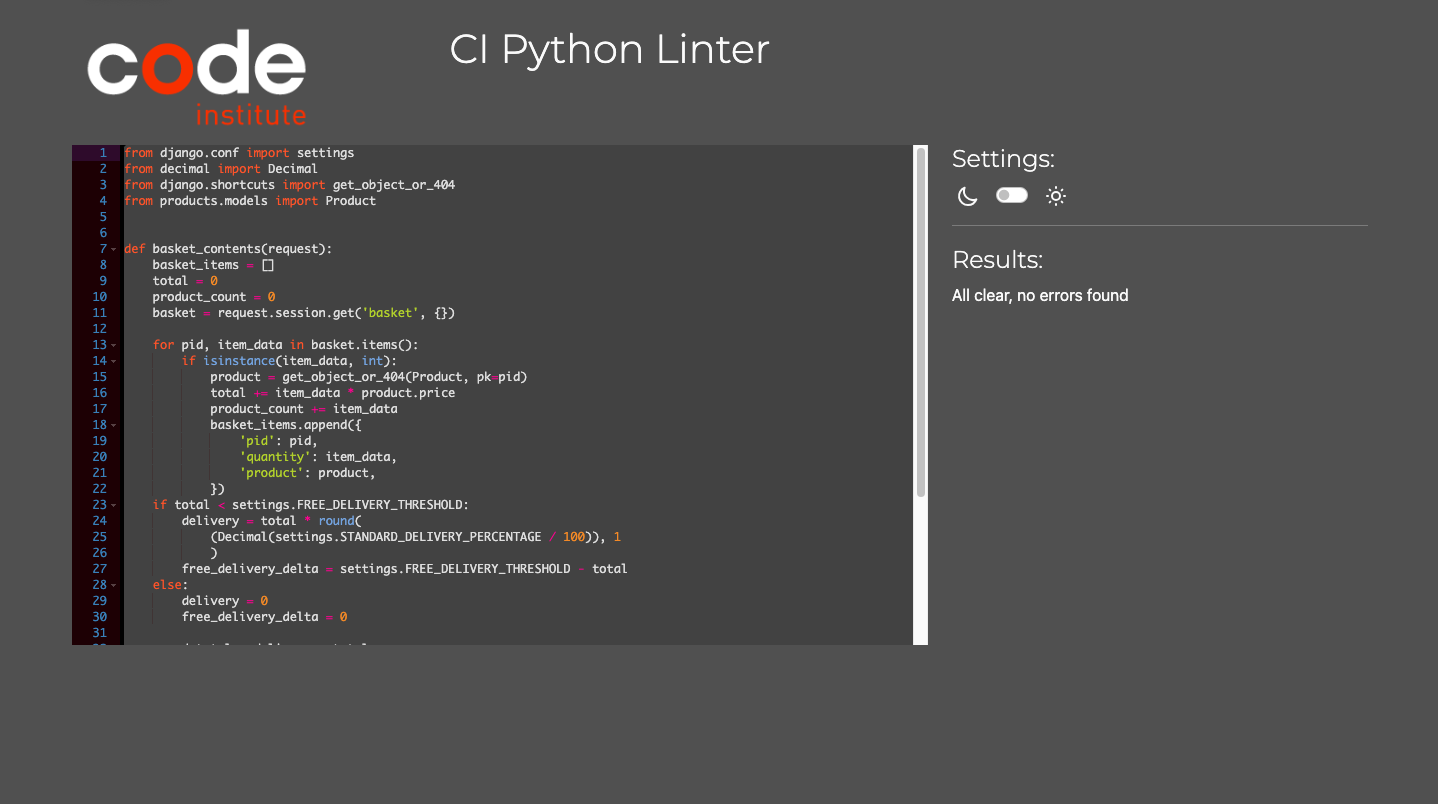 code
institute
CI Python Linter
1 from django.conf import settings
2 from decimal import Decimal
3 from django.shortcuts import get_object_or_404
4 from products.models import Product
5
6
7 def basket_contents(request):
8     basket_items = []
9     total = 0
10     product_count = 0
11     basket = request.session.get('basket', {})
12
13     for pid, item_data in basket.items():
14         if isinstance(item_data, int):
15             product = get_object_or_404(Product, pk=pid)
16             total += item_data * product.price
17             product_count += item_data
18             basket_items.append({
19                 'pid': pid,
20                 'quantity': item_data,
21                 'product': product,
22             })
23     if total < settings.FREE_DELIVERY_THRESHOLD:
24         delivery = total * round(
25             (Decimal(settings.STANDARD_DELIVERY_PERCENTAGE / 100)), 1
26             )
27         free_delivery_delta = settings.FREE_DELIVERY_THRESHOLD - total
28     else:
29         delivery = 0
30         free_delivery_delta = 0
31
Settings:
Results:
All clear, no errors found